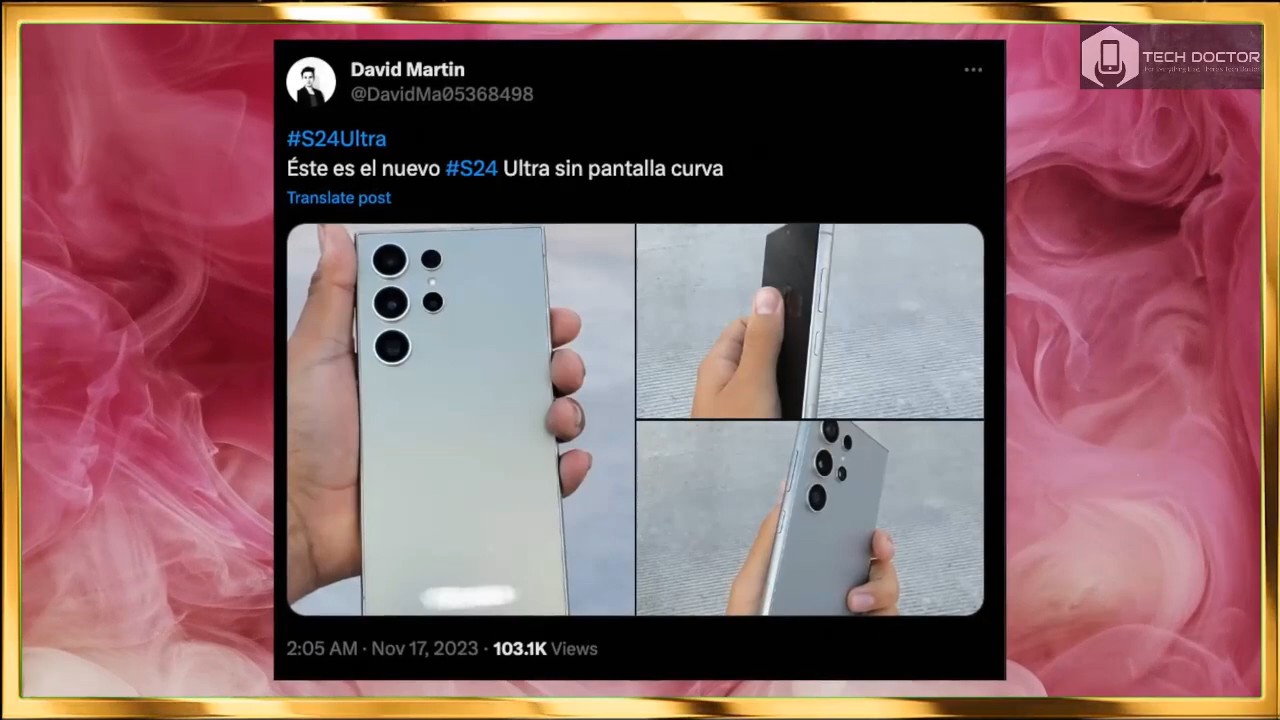 TECH DOCTOR
David Martin
@DavidMa05368498
#S24Ultra
Éste es el nuevo #S24 Ultra sin pantalla curva
Translate post
2:05 AM · Nov 17, 2023 · 103.1K Views